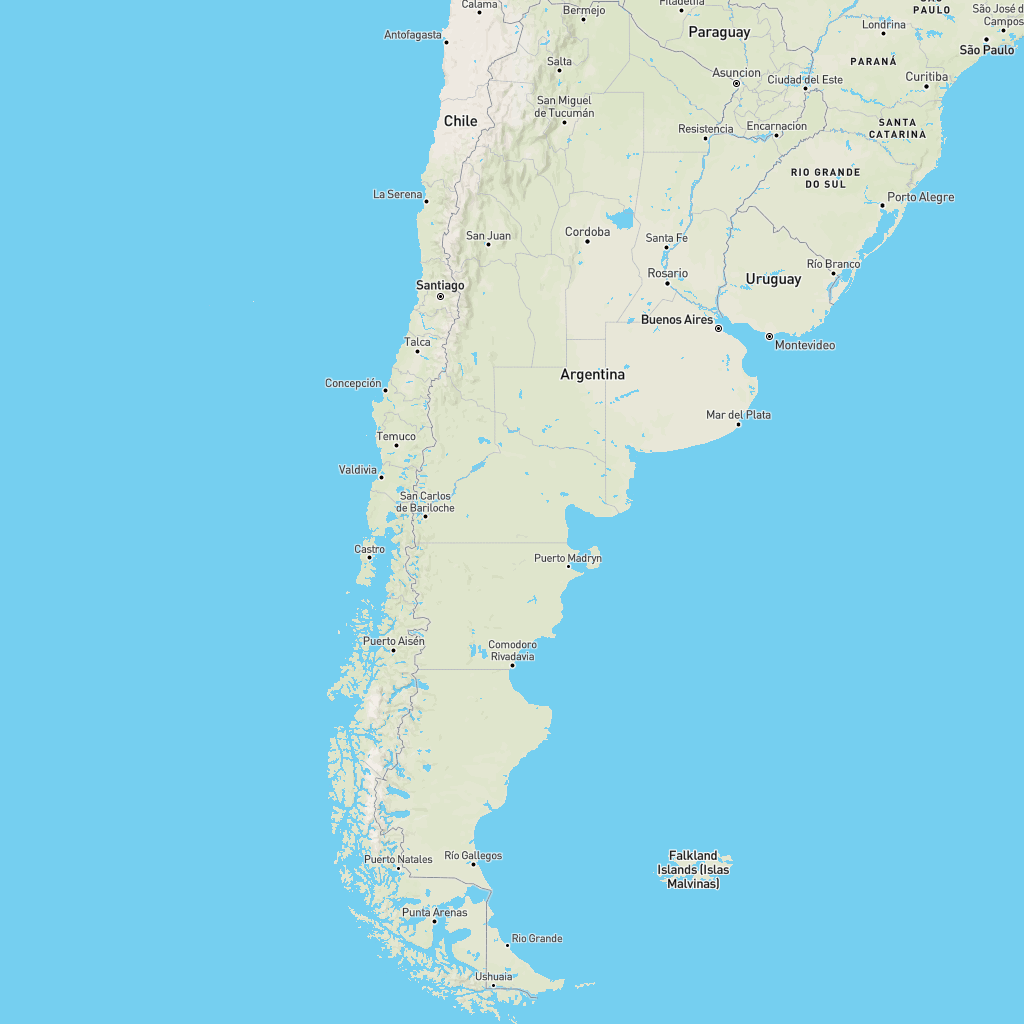 Calama
Bermejo
Filadelfia
SÃO
PAULO
Londrina
São José d
Campos
Antofagasta
Paraguay
São Paulo
PARANÁ
Salta
Asuncion
Ciudad del Este
Curitiba
San Miguel
de Tucumán
Chile
Resistencia
Encarnacion
SANTA
CATARINA
RIO GRANDE
DO SUL
La Serena
Porto Alegre
San Juan
Cordoba
Santa Fe
Río Branco
Rosario
Uruguay
Santiago
Buenos Aires
Talca
Montevideo
Argentina
Concepción
Mar del Plata
Temuco
Valdivia
San Carlos
de Bariloche
Castro
Puerto Madryn
Puerto Aisén
Comodoro
Rivadavia
Puerto Natales
Río Gallegos
Falkland
Islands (Islas
Malvinas)
Punta Arenas
Rio Grande
Ushuaia